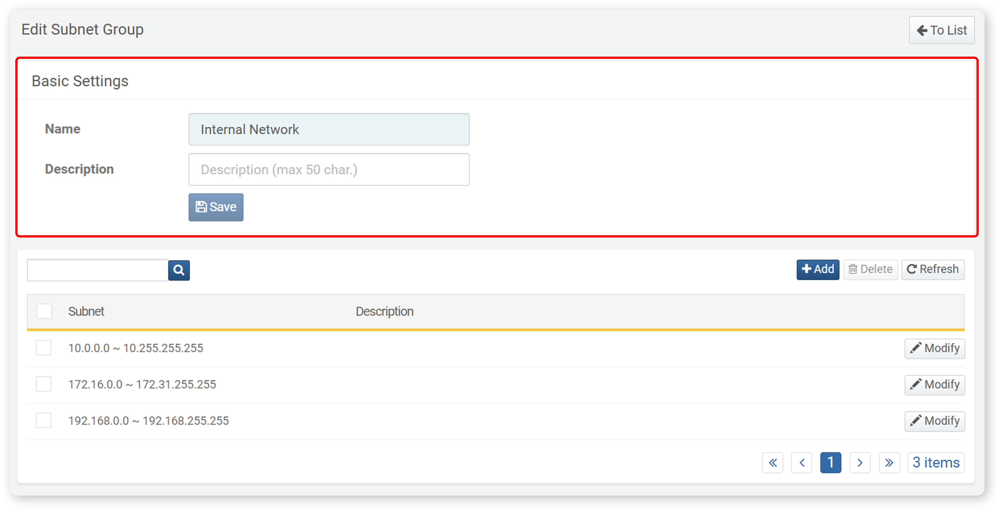 Edit Subnet Group
To List
Basic Settings
Name
Internal Network
Description
Description (max 50 char.)
Save
Add
Delete
Refresh
Subnet Description
10.0.0.0 ~ 10.255.255.255 Modify
172.16.0.0 ~ 172.31.255.255 Modify
192.168.0.0 ~ 192.168.255.255 Modify
« ‹ 1 › » 3 items